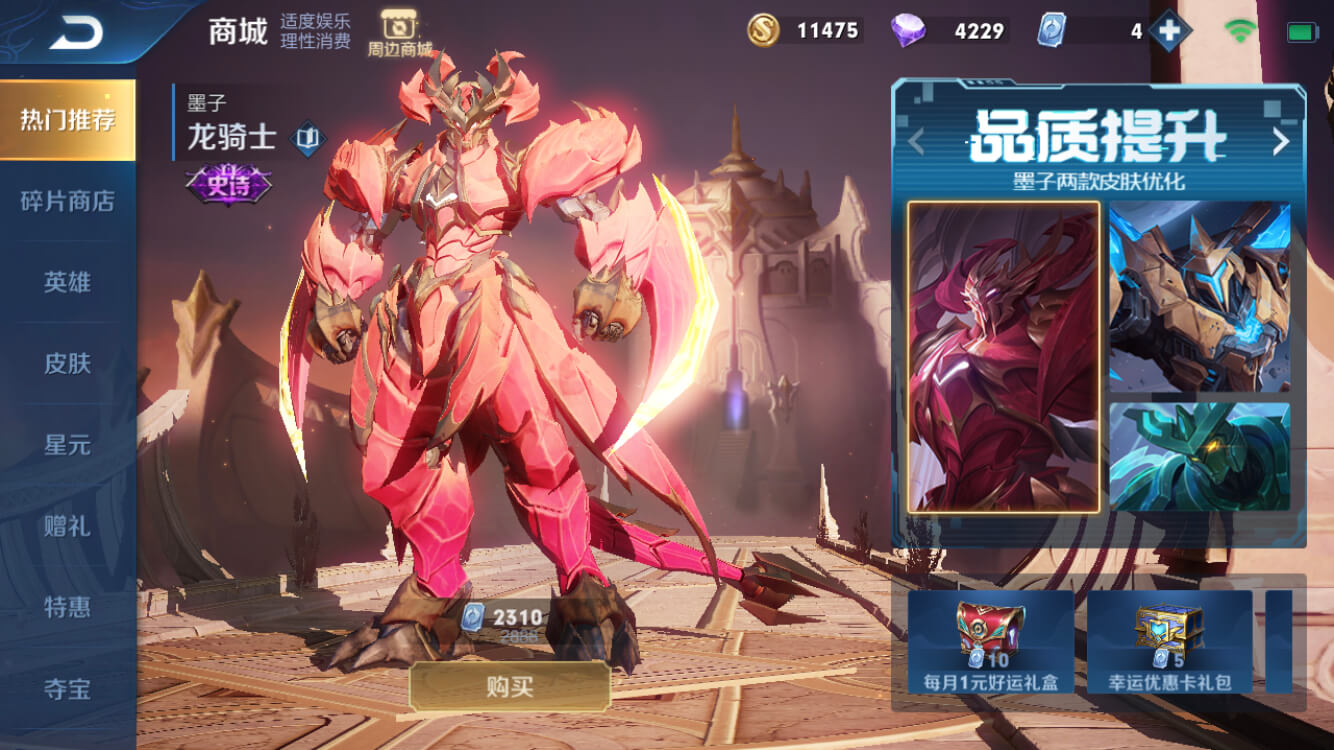 商城
适度娱乐
理性消费
周边商城
11475
4229
4
热门推荐
碎片商店
英雄
皮肤
星元
赠礼
特惠
夺宝
墨子
龙骑士
史诗
品质提升
墨子两款皮肤优化
2310
2888
购买
10
每月1元好运礼盒
5
幸运优惠卡礼包